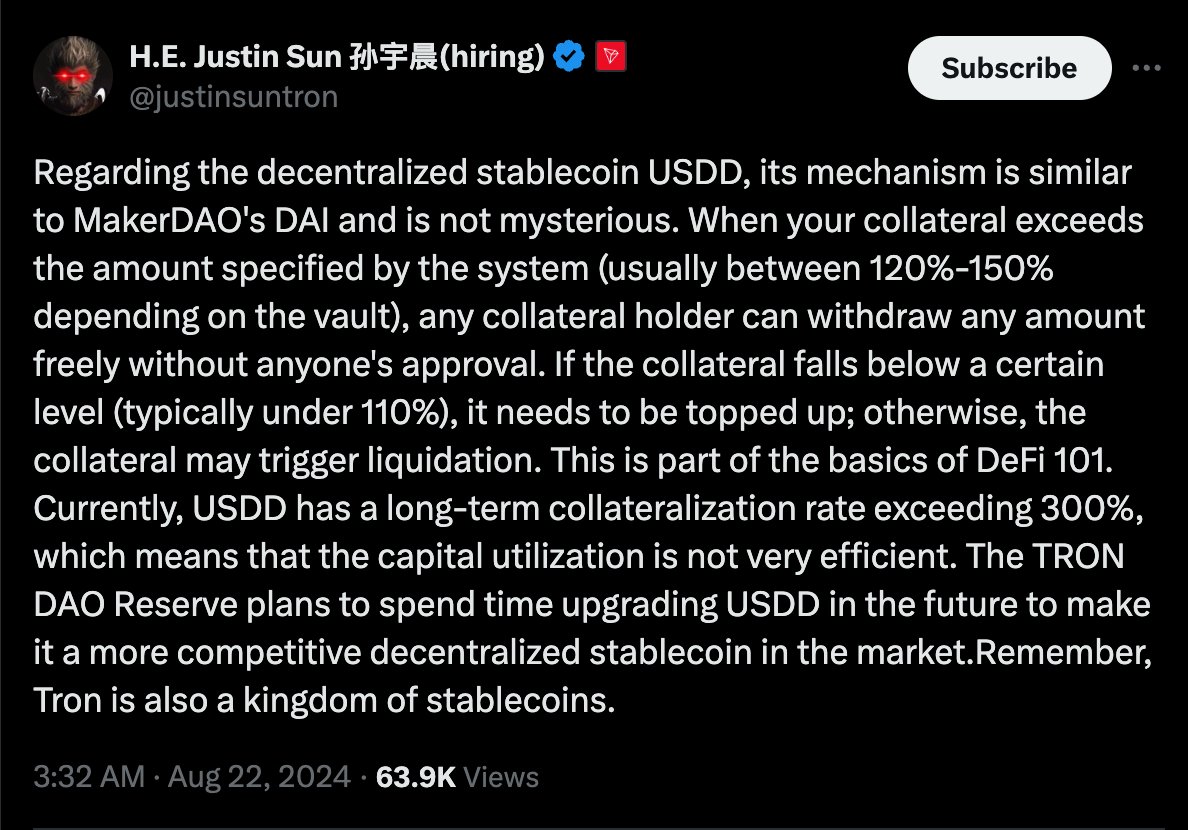 H.E. Justin Sun 孙宇晨(hiring)
@justinsuntron
Subscribe
Regarding the decentralized stablecoin USDD, its mechanism is similar
to MakerDAO's DAI and is not mysterious. When your collateral exceeds
the amount specified by the system (usually between 120%-150%
depending on the vault), any collateral holder can withdraw any amount
freely without anyone's approval. If the collateral falls below a certain
level (typically under 110%), it needs to be topped up; otherwise, the
collateral may trigger liquidation. This is part of the basics of DeFi 101.
Currently, USDD has a long-term collateralization rate exceeding 300%,
which means that the capital utilization is not very efficient. The TRON
DAO Reserve plans to spend time upgrading USDD in the future to make
it a more competitive decentralized stablecoin in the market.Remember,
Tron is also a kingdom of stablecoins.
3:32 AM · Aug 22, 2024 · 63.9K Views